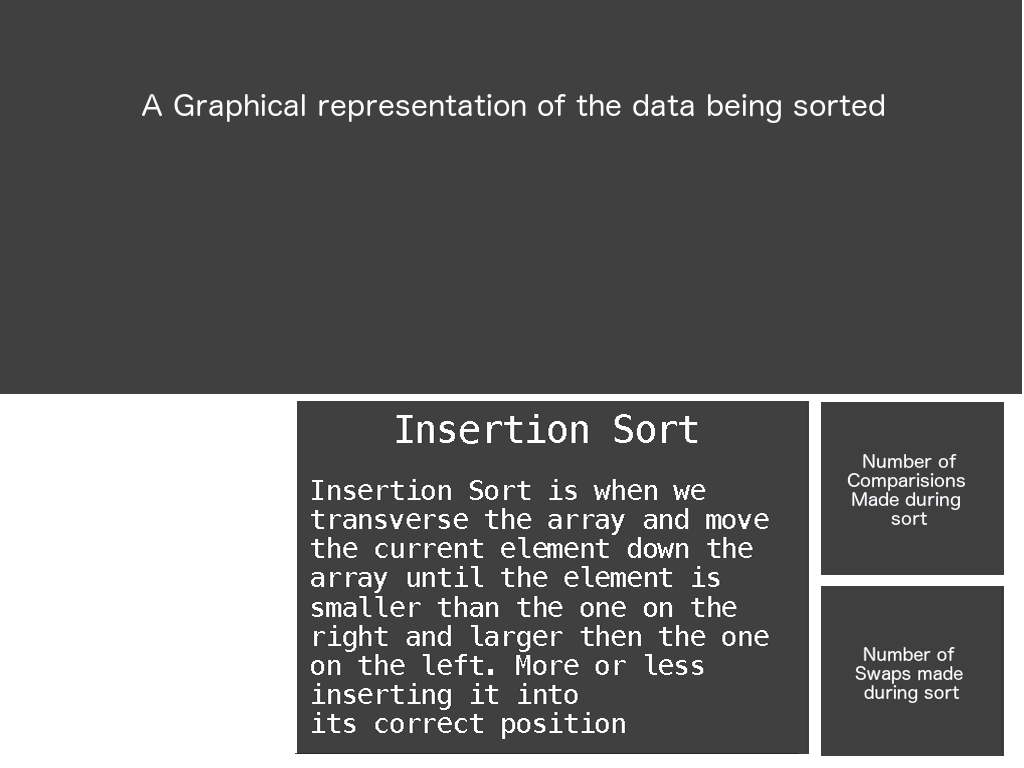 A Graphical representation of the data being sorted
Insertion Sort
Insertion Sort is when we
transverse the array and move
the current element down the
array until the element is
smaller than the one on the
right and larger then the one
on the left. More or less
inserting it into
its correct position
Number of
Comparisions
Made during
sort
Number of
Swaps made
during sort